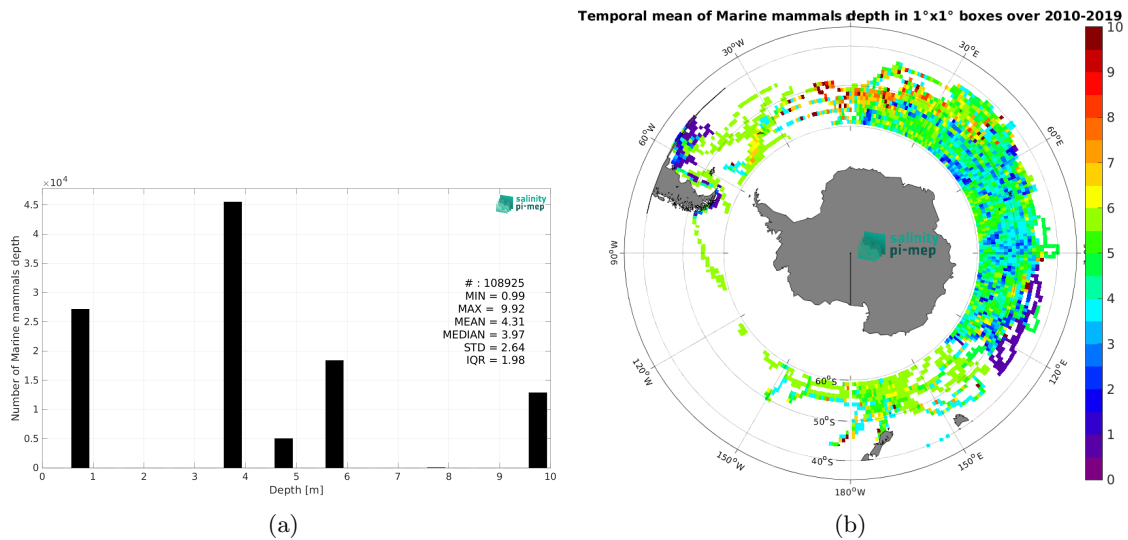 Temporal mean of Marine mammals depth in 1°x1° boxes over 2010-2019
×10⁴
4.5
4
3.5
3
2.5
2
1.5
1
0.5
0
Number of Marine mammals depth
0 1 2 3 4 5 6 7 8 9 10
Depth [m]
salinity
pi-mep
# : 108925
MIN = 0.99
MAX = 9.92
MEAN = 4.31
MEDIAN = 3.97
STD = 2.64
IQR = 1.98
(a)
30°W
30°E
60°W
60°E
90°W
120°W
120°E
150°W
150°E
180°W
60°S
50°S
40°S
salinity
pi-mep
10
9
8
7
6
5
4
3
2
1
0
(b)